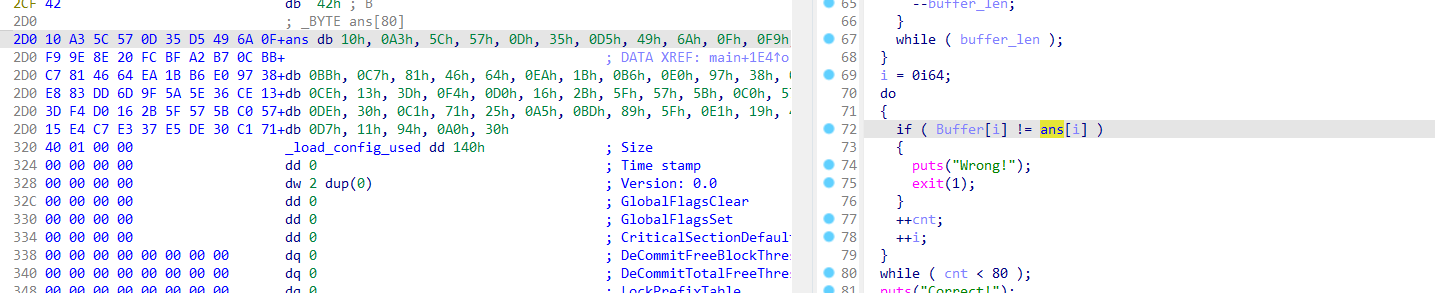 2CF 42 db 42h ; B
2D0 ; _BYTE ans[80]
2D0 10 A3 5C 57 0D 35 D5 49 6A 0F+ans db 10h, 0A3h, 5Ch, 57h, 0Dh, 35h, 0D5h, 49h, 6Ah, 0Fh, 0F9h
2D0 F9 9E 8E 20 FC BF A2 B7 0C BB+ ; DATA XREF: main+1E4↑o
2D0 C7 81 46 64 EA 1B B6 E0 97 38+db 0BBh, 0C7h, 81h, 46h, 64h, 0EAh, 1Bh, 0B6h, 0E0h, 97h, 38h,
2D0 E8 83 DD 6D 9F 5A 5E 36 CE 13+db 0CEh, 13h, 3Dh, 0F4h, 0D0h, 16h, 2Bh, 5Fh, 57h, 5Bh, 0C0h,
2D0 3D F4 D0 16 2B 5F 57 5B C0 57+db 0DEh, 30h, 0C1h, 71h, 25h, 0A5h, 0BDh, 89h, 5Fh, 0E1h, 19h,
2D0 15 E4 C7 E3 37 E5 DE 30 C1 71+db 0D7h, 11h, 94h, 0A0h, 30h
320 40 01 00 00 _load_config_used dd 140h ; Size
324 00 00 00 00 dd 0 ; Time stamp
328 00 00 00 00 dw 2 dup(0) ; Version: 0.0
32C 00 00 00 00 dd 0 ; GlobalFlagsClear
330 00 00 00 00 dd 0 ; GlobalFlagsSet
334 00 00 00 00 dd 0 ; CriticalSectionDefaul
338 00 00 00 00 00 00 00 00 dq 0 ; DeCommitFreeBlockThre
340 00 00 00 00 00 00 00 00 dq 0 ; DeCommitTotalFreeThre
348 00 00 00 00 00 00 00 00 dq 0 ; LockPrefixTable
65 --buffer_len;
66 }
67 while ( buffer_len );
68 }
69 i = 0i64;
70 do
71 {
72 if ( Buffer[i] != ans[i] )
73 {
74 puts("Wrong!");
75 exit(1);
76 }
77 ++cnt;
78 ++i;
79 }
80 while ( cnt < 80 );
81 puts("Correct!");